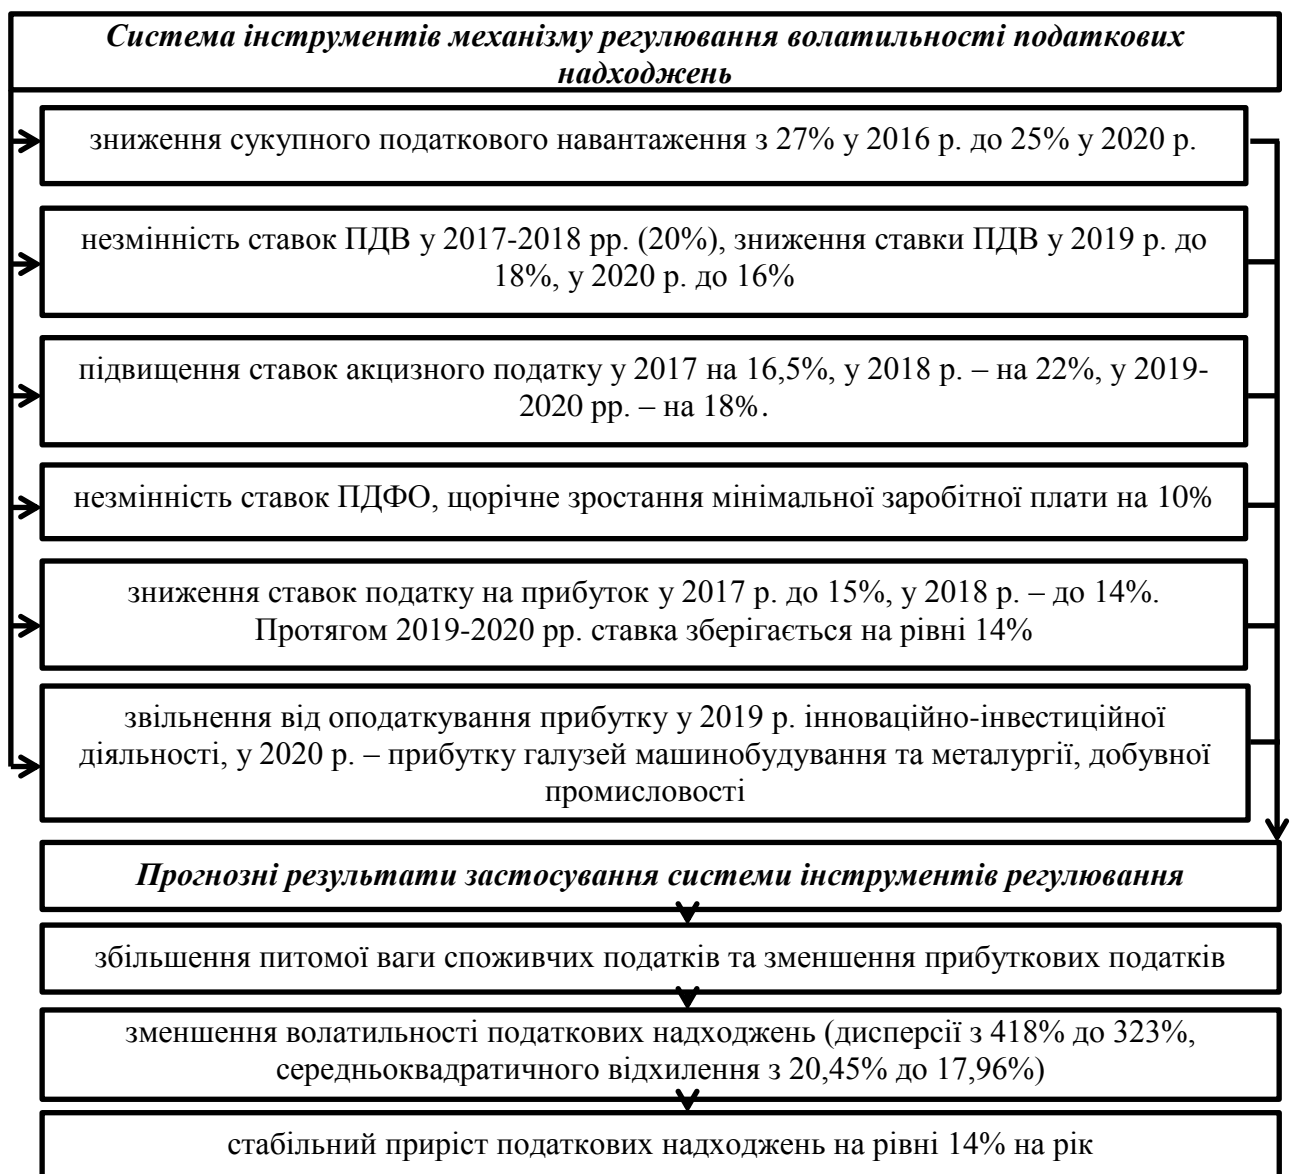 Система інструментів механізму регулювання волатильності податкових
надходжень
зниження сукупного податкового навантаження з 27% у 2016 р. до 25% у 2020 р.
незмінність ставок ПДВ у 2017-2018 рр. (20%), зниження ставки ПДВ у 2019 р. до
18%, у 2020 р. до 16%
підвищення ставок акцизного податку у 2017 на 16,5%, у 2018 р. – на 22%, у 2019-
2020 рр. – на 18%.
незмінність ставок ПДФО, щорічне зростання мінімальної заробітної плати на 10%
зниження ставок податку на прибуток у 2017 р. до 15%, у 2018 р. – до 14%.
Протягом 2019-2020 рр. ставка зберігається на рівні 14%
звільнення від оподаткування прибутку у 2019 р. інноваційно-інвестиційної
діяльності, у 2020 р. – прибутку галузей машинобудування та металургії, добувної
промисловості
Прогнозні результати застосування системи інструментів регулювання
збільшення питомої ваги споживчих податків та зменшення прибуткових податків
зменшення волатильності податкових надходжень (дисперсії з 418% до 323%,
середньоквадратичного відхилення з 20,45% до 17,96%)
стабільний приріст податкових надходжень на рівні 14% на рік